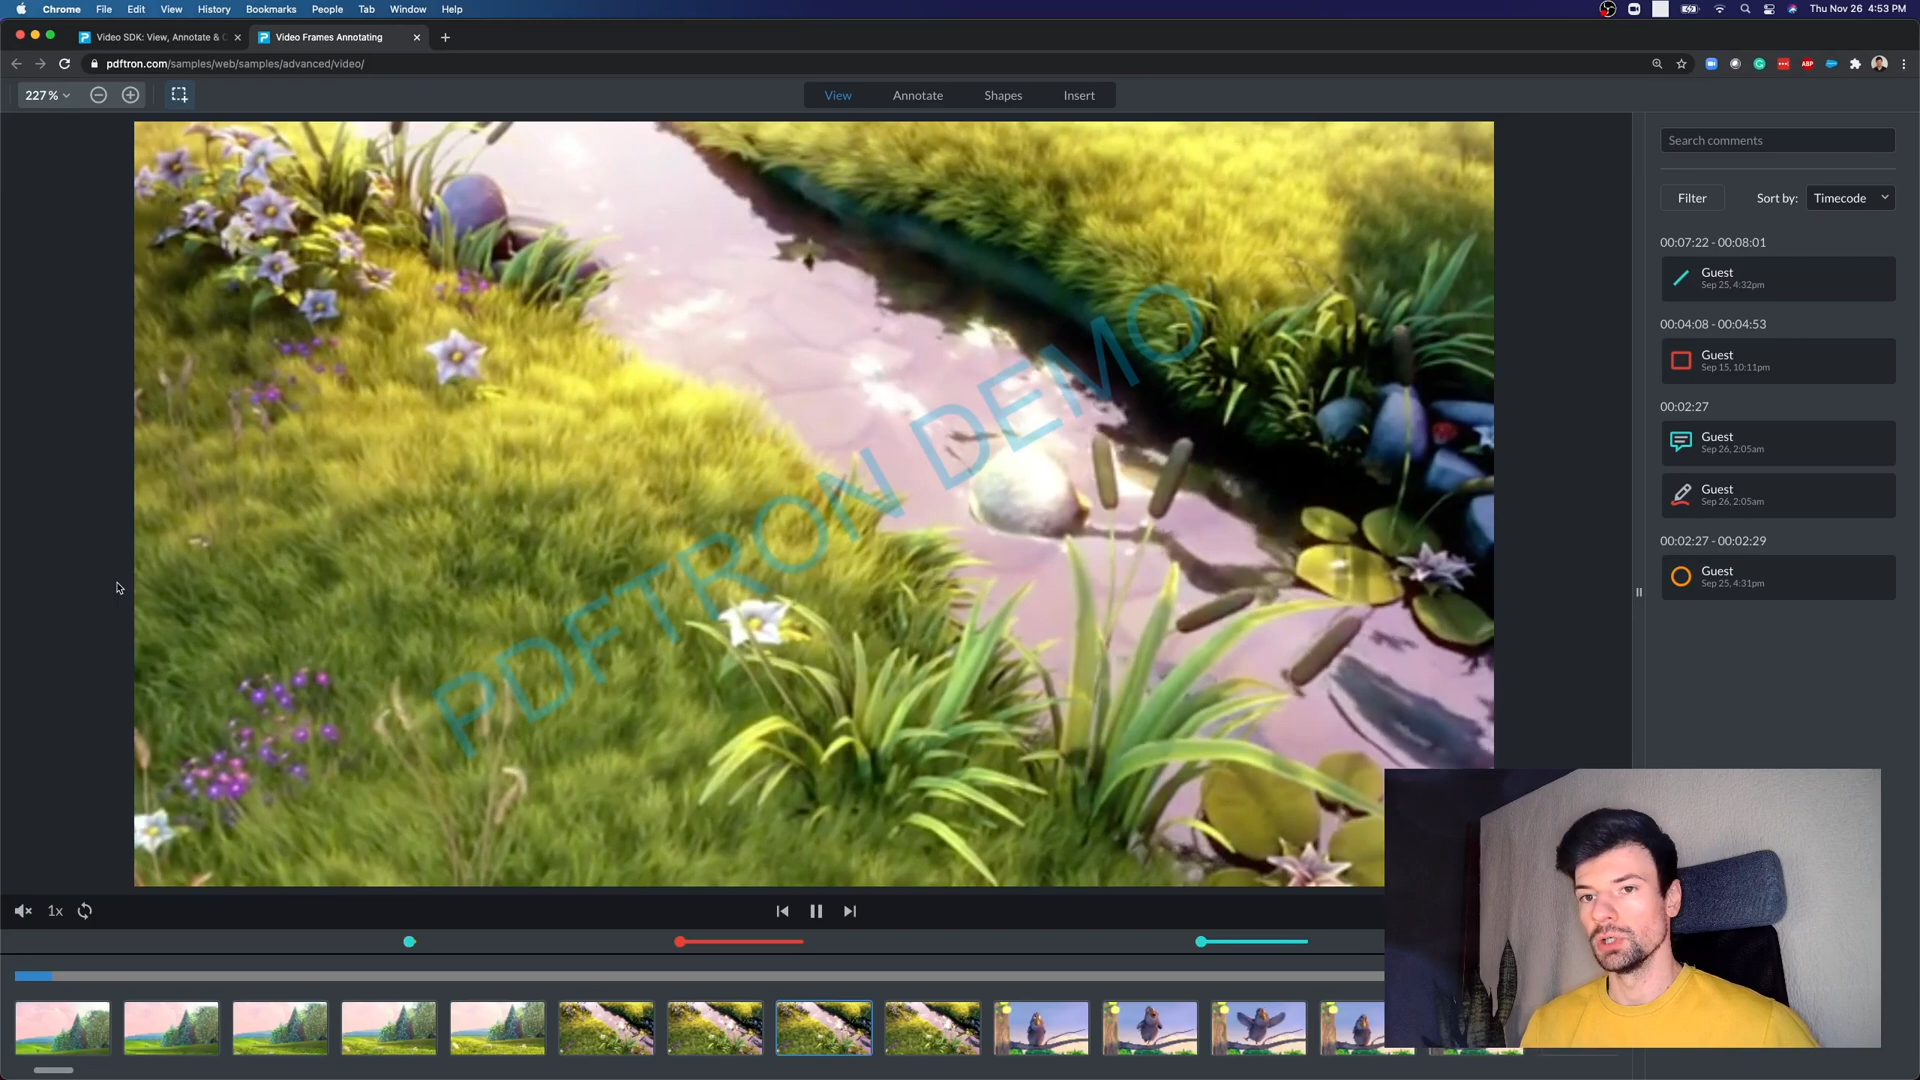 Chrome File Edit View History Bookmarks People Tab Window Help
Thu Nov 26 4:53 PM
Video SDK: View, Annotate & C
Video Frames Annotating
pdftron.com/samples/web/samples/advanced/video/
ABP
227%
View Annotate Shapes Insert
Search comments
Filter Sort by: Timecode
00:07:22 - 00:08:01
Guest
Sep 25, 4:32pm
00:04:08 - 00:04:53
Guest
Sep 15, 10:11pm
00:02:27
Guest
Sep 26, 2:05am
Guest
Sep 26, 2:05am
00:02:27 - 00:02:29
Guest
Sep 25, 4:31pm
PDFTRON DEMO
1x